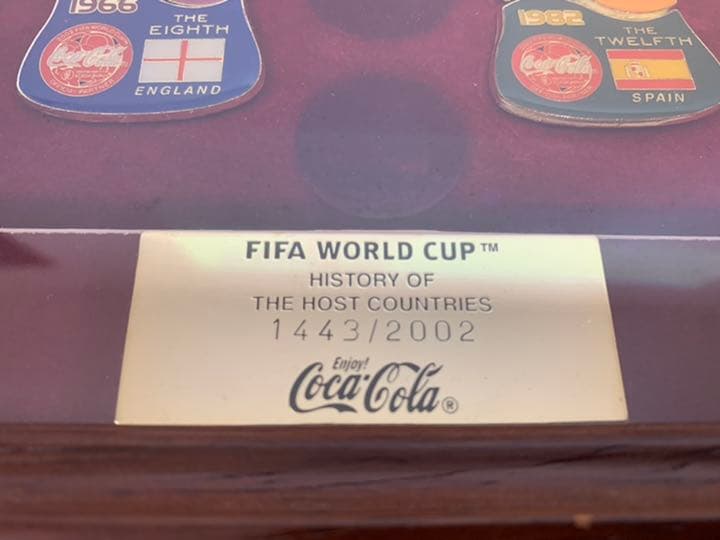 1966
THE
EIGHTH
Coca-Cola
ENGLAND
1982
THE
TWELFTH
Coca-Cola
SPAIN
FIFA WORLD CUP™
HISTORY OF
THE HOST COUNTRIES
1443/2002
Enjoy!
Coca-Cola®